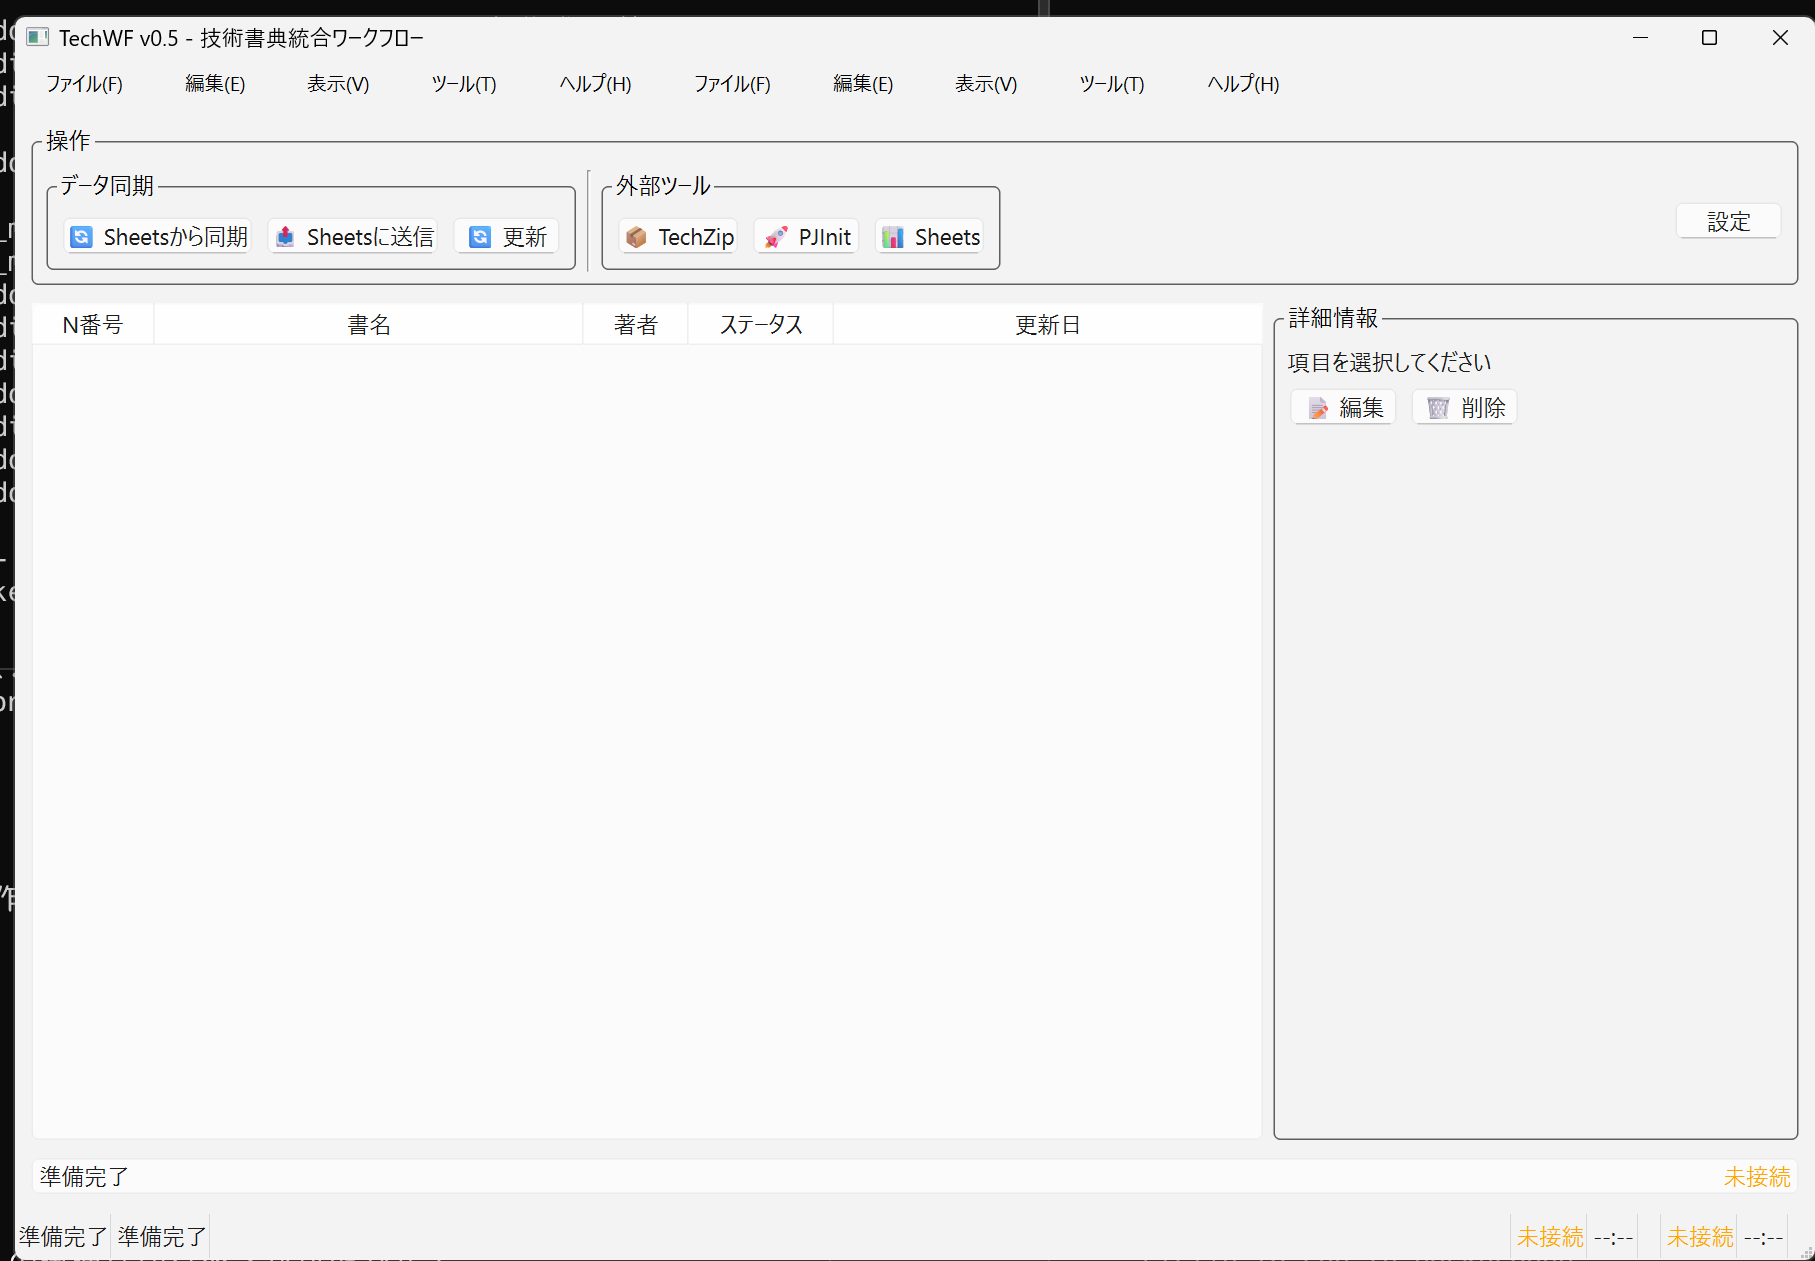 TechWF v0.5 - 技術書典統合ワークフロー
ファイル(F) 編集(E) 表示(V) ツール(T) ヘルプ(H) ファイル(F) 編集(E) 表示(V) ツール(T) ヘルプ(H)
操作
データ同期
Sheetsから同期 Sheetsに送信 更新
外部ツール
TechZip PJInit Sheets
設定
N番号 書名 著者 ステータス 更新日
詳細情報
項目を選択してください
編集 削除
準備完了 未接続
準備完了 準備完了 未接続 --:-- 未接続 --:--